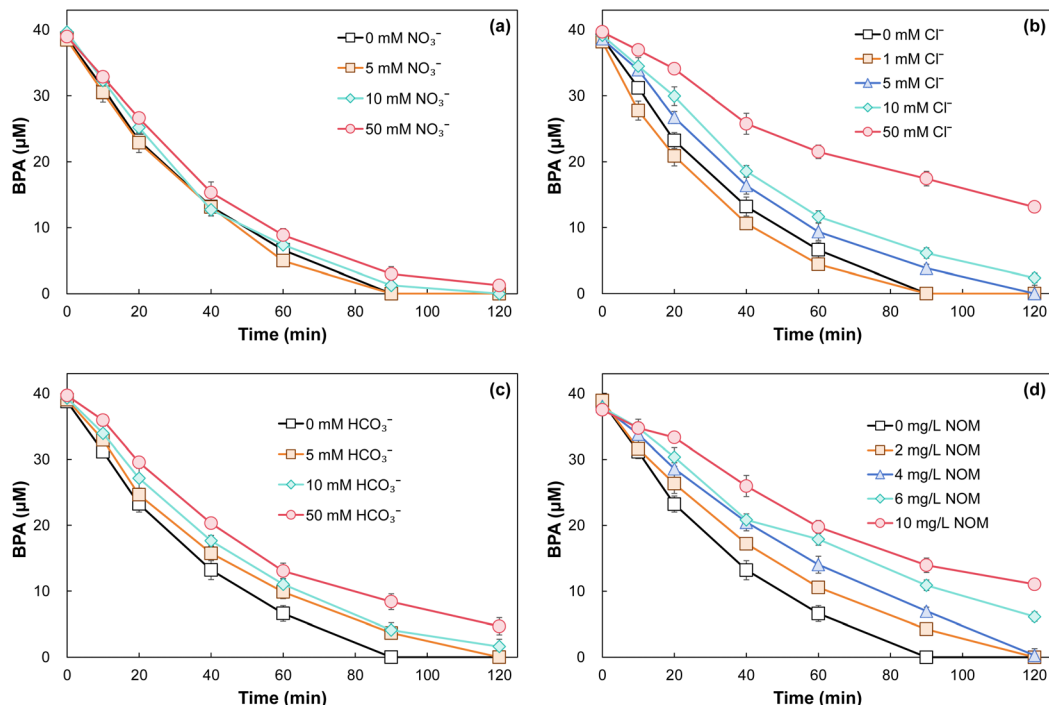 (a)
BPA (µM)
40
30
20
10
0
0 mM NO₃⁻
5 mM NO₃⁻
10 mM NO₃⁻
50 mM NO₃⁻
0 20 40 60 80 100 120
Time (min)
(b)
BPA (µM)
40
30
20
10
0
0 mM Cl⁻
1 mM Cl⁻
5 mM Cl⁻
10 mM Cl⁻
50 mM Cl⁻
0 20 40 60 80 100 120
Time (min)
(c)
BPA (µM)
40
30
20
10
0
0 mM HCO₃⁻
5 mM HCO₃⁻
10 mM HCO₃⁻
50 mM HCO₃⁻
0 20 40 60 80 100 120
Time (min)
(d)
BPA (µM)
40
30
20
10
0
0 mg/L NOM
2 mg/L NOM
4 mg/L NOM
6 mg/L NOM
10 mg/L NOM
0 20 40 60 80 100 120
Time (min)